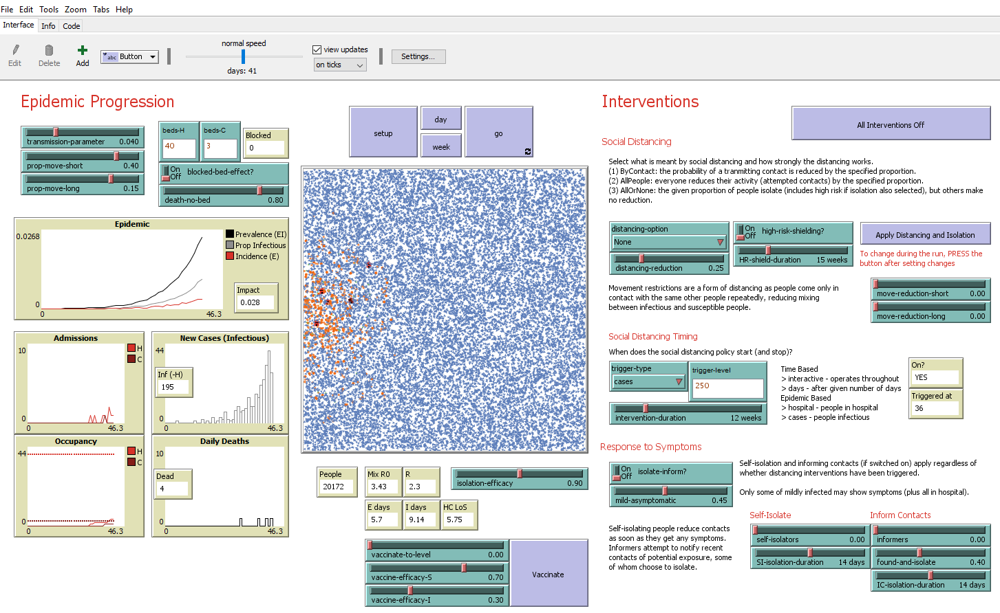 File Edit Tools Zoom Tabs Help
Interface Info Code
Edit
Delete
Add
abc Button
normal speed
days: 41
view updates
on ticks
Settings...
Epidemic Progression
transmission-parameter 0.040
prop-move-short 0.40
prop-move-long 0.15
beds-H
40
beds-C
3
Blocked
0
On
Off
blocked-bed-effect?
death-no-bed 0.80
Epidemic
0.0268
0
0
46.3
Prevalence (EI)
Prop Infectious
Incidence (E)
Impact
0.028
Admissions
10
0
0
46.3
H
C
New Cases (Infectious)
44
0
0
46.3
Inf (-H)
195
Occupancy
44
0
0
46.3
H
C
Daily Deaths
10
0
0
46.3
Dead
4
setup
day
week
go
People
20172
Mix R0
3.43
R
2.3
isolation-efficacy 0.90
E days
5.7
I days
9.14
HC LoS
5.75
vaccinate-to-level 0.00
vaccine-efficacy-S 0.70
vaccine-efficacy-I 0.30
Vaccinate
Interventions
All Interventions Off
Social Distancing
Select what is meant by social distancing and how strongly the distancing works.
(1) ByContact: the probability of a tranmitting contact is reduced by the specified proportion.
(2) AllPeople: everyone reduces their activity (attempted contacts) by the specified proportion.
(3) AllOrNone: the given proportion of people isolate (includes high risk if isolation also selected), but others make
no reduction.
distancing-option
None
distancing-reduction 0.25
On
Off
high-risk-shielding?
HR-shield-duration 15 weeks
Apply Distancing and Isolation
To change during the run, PRESS the
button after setting changes
Movement restrictions are a form of distancing as people come only in
contact with the same other people repeatedly, reducing mixing
between infectious and susceptible people.
move-reduction-short 0.00
move-reduction-long 0.00
Social Distancing Timing
When does the social distancing policy start (and stop)?
trigger-type
cases
trigger-level
250
intervention-duration 12 weeks
Time Based
> interactive - operates throughout
> days - after given number of days
Epidemic Based
> hospital - people in hospital
> cases - people infectious
On?
YES
Triggered at
36
Response to Symptoms
On
Off
isolate-inform?
mild-asymptomatic 0.45
Self-isolation and informing contacts (if switched on) apply regardless of
whether distancing interventions have been triggered.
Only some of mildly infected may show symptoms (plus all in hospital).
Self-isolating people reduce contacts
as soon as they get any symptoms.
Informers attempt to notify recent
contacts of potential exposure, some
of whom choose to isolate.
Self-Isolate
self-isolators 0.00
SI-isolation-duration 14 days
Inform Contacts
informers 0.00
found-and-isolate 0.40
IC-isolation-duration 14 days